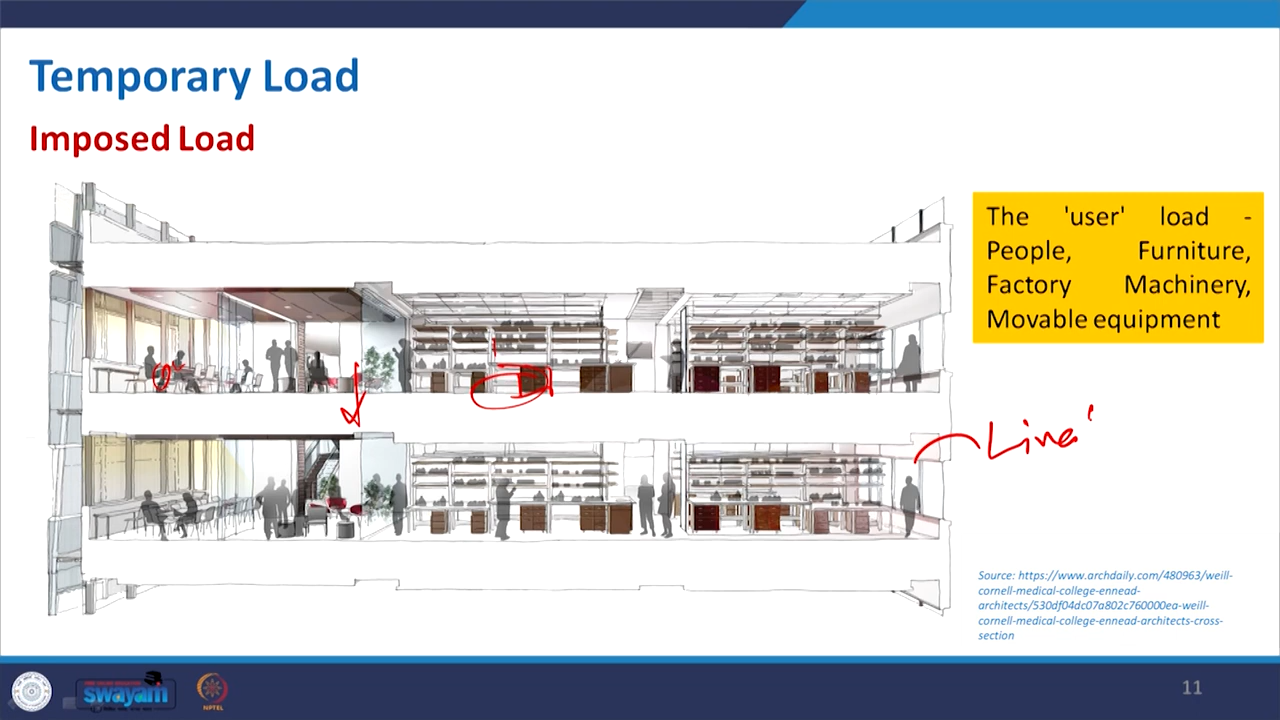 Temporary Load
Imposed Load
The 'user' load -
People, Furniture,
Factory Machinery,
Movable equipment
Source: https://www.archdaily.com/480963/weill-
cornell-medical-college-ennead-
architects/530df04dc07a802c760000ea-weill-
cornell-medical-college-ennead-architects-cross-
section
swayam
NPTEL
11